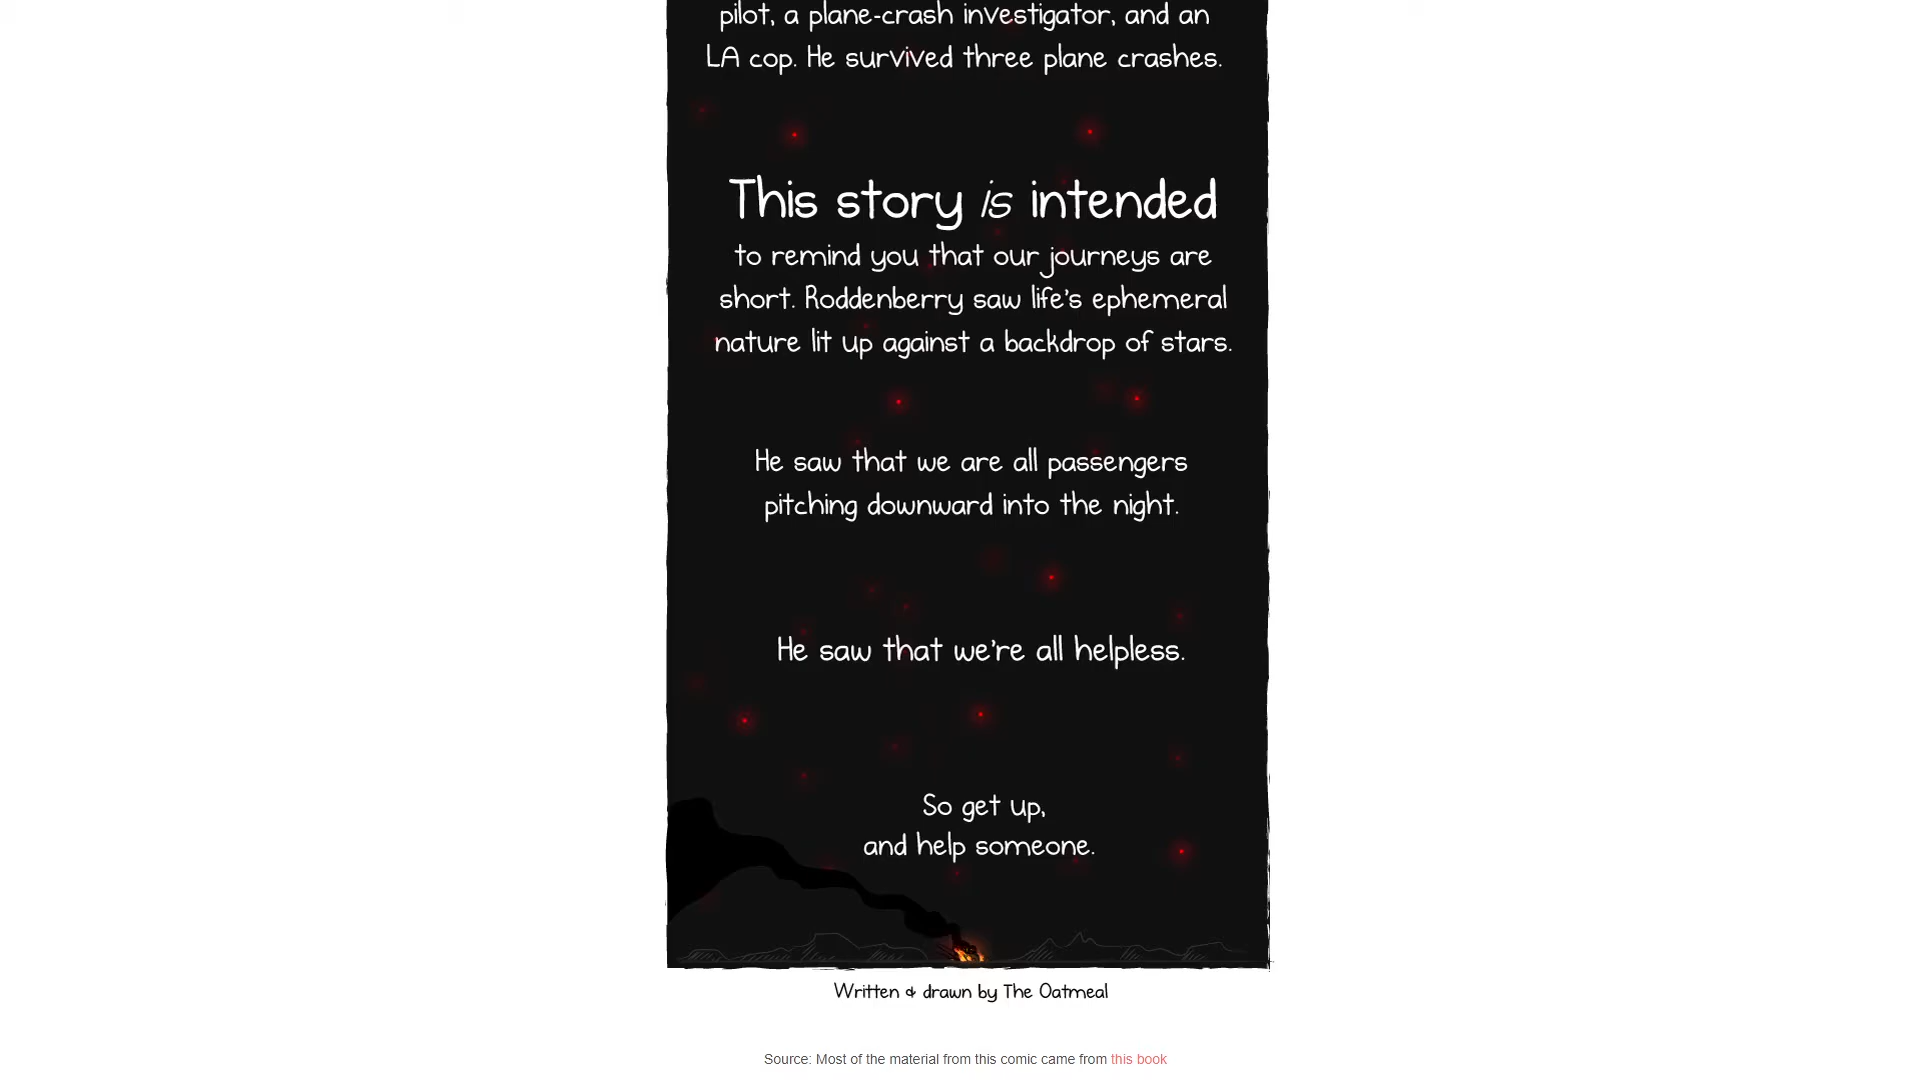 pilot, a plane-crash investigator, and an
LA cop. He survived three plane crashes.
This story is intended
to remind you that our journeys are
short. Roddenberry saw life's ephemeral
nature lit up against a backdrop of stars.
He saw that we are all passengers
pitching downward into the night.
He saw that we're all helpless.
So get up,
and help someone.
Written & drawn by The Oatmeal
Source: Most of the material from this comic came from this book